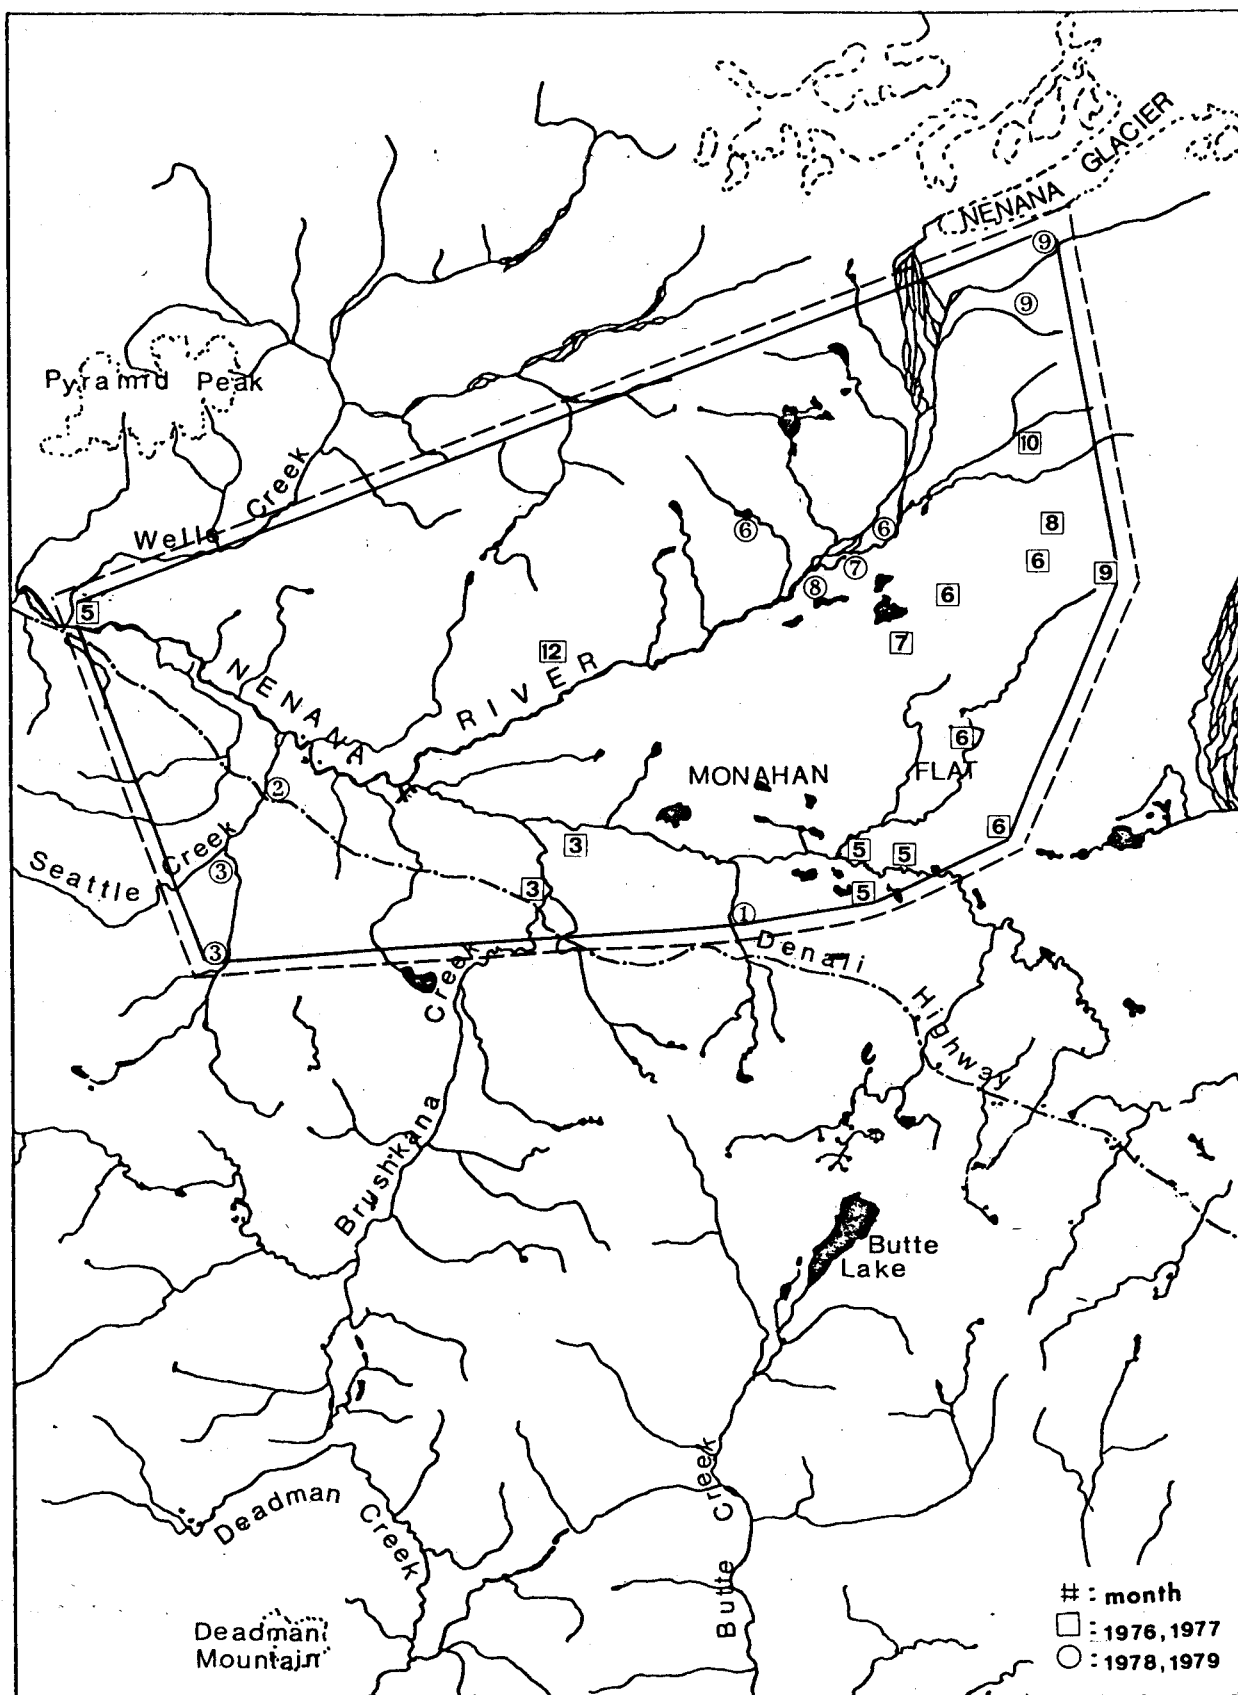 NENANA GLACIER
9
9
Pyramid Peak
10
Wells Creek
6
6
8
7
6
9
8
6
5
7
12
NENANA RIVER
6
MONAHAN FLAT
2
6
Seattle Creek
3
5
5
3
3
5
1
3
Denali Highway
Brushkana Creek
Butte
Lake
Butte Creek
Deadman Creek
# : month
□ : 1976, 1977
○ : 1978, 1979
Deadman
Mountain